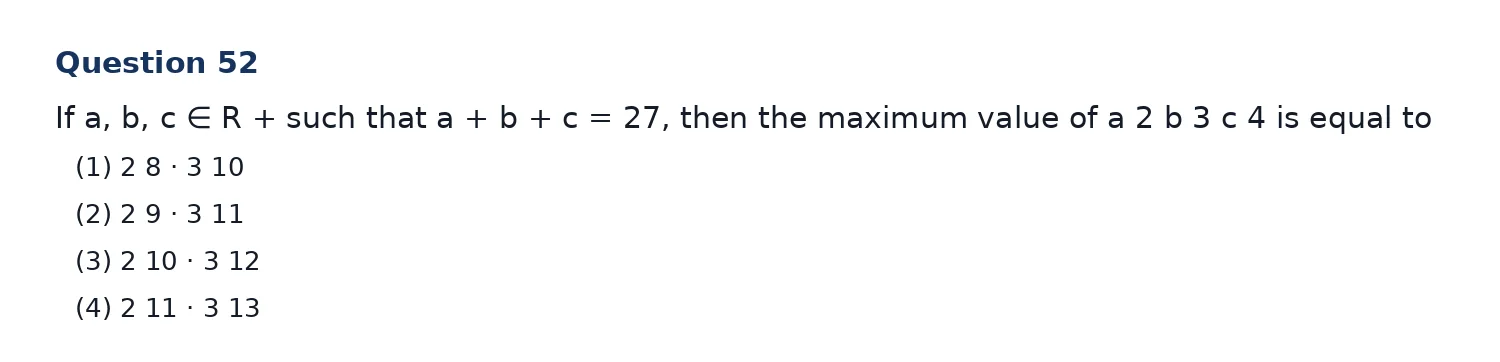 Question 52
If a, b, c ∈ R + such that a + b + c = 27, then the maximum value of a 2 b 3 c 4 is equal to
(1) 2 8 · 3 10
(2) 2 9 · 3 11
(3) 2 10 · 3 12
(4) 2 11 · 3 13